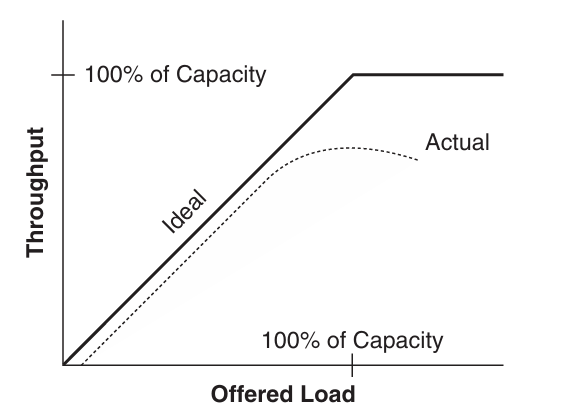 100% of Capacity
Actual
Ideal
Throughput
100% of Capacity
Offered Load